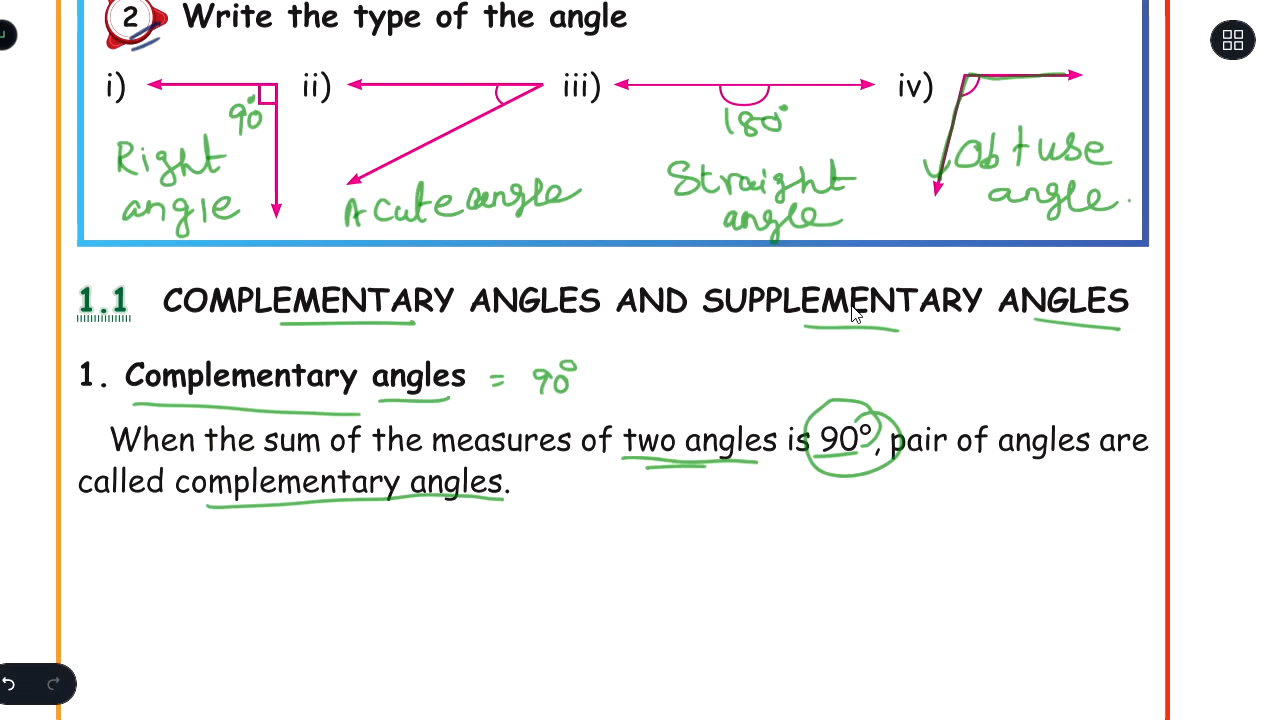 2 Write the type of the angle
i) ii) iii) iv)
90° 180°
Right angle
Acute angle
Straight angle
Obtuse angle.
1.1 COMPLEMENTARY ANGLES AND SUPPLEMENTARY ANGLES
1. Complementary angles = 90°
When the sum of the measures of two angles is 90°, pair of angles are
called complementary angles.